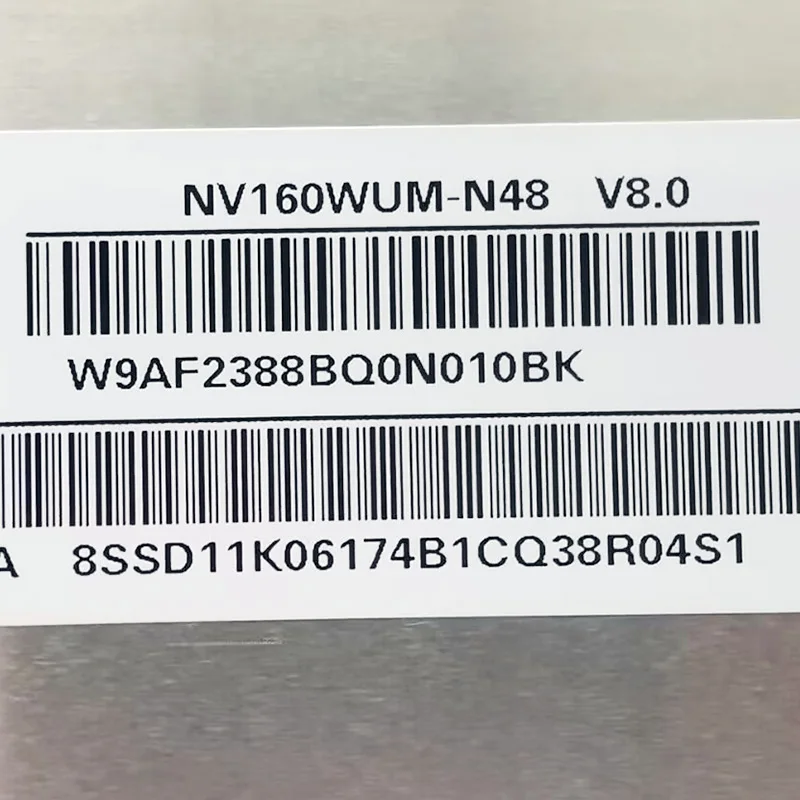 NV160WUM-N48 V8.0
W9AF2388BQ0N010BK
A 8SSD11K06174B1CQ38R04S1